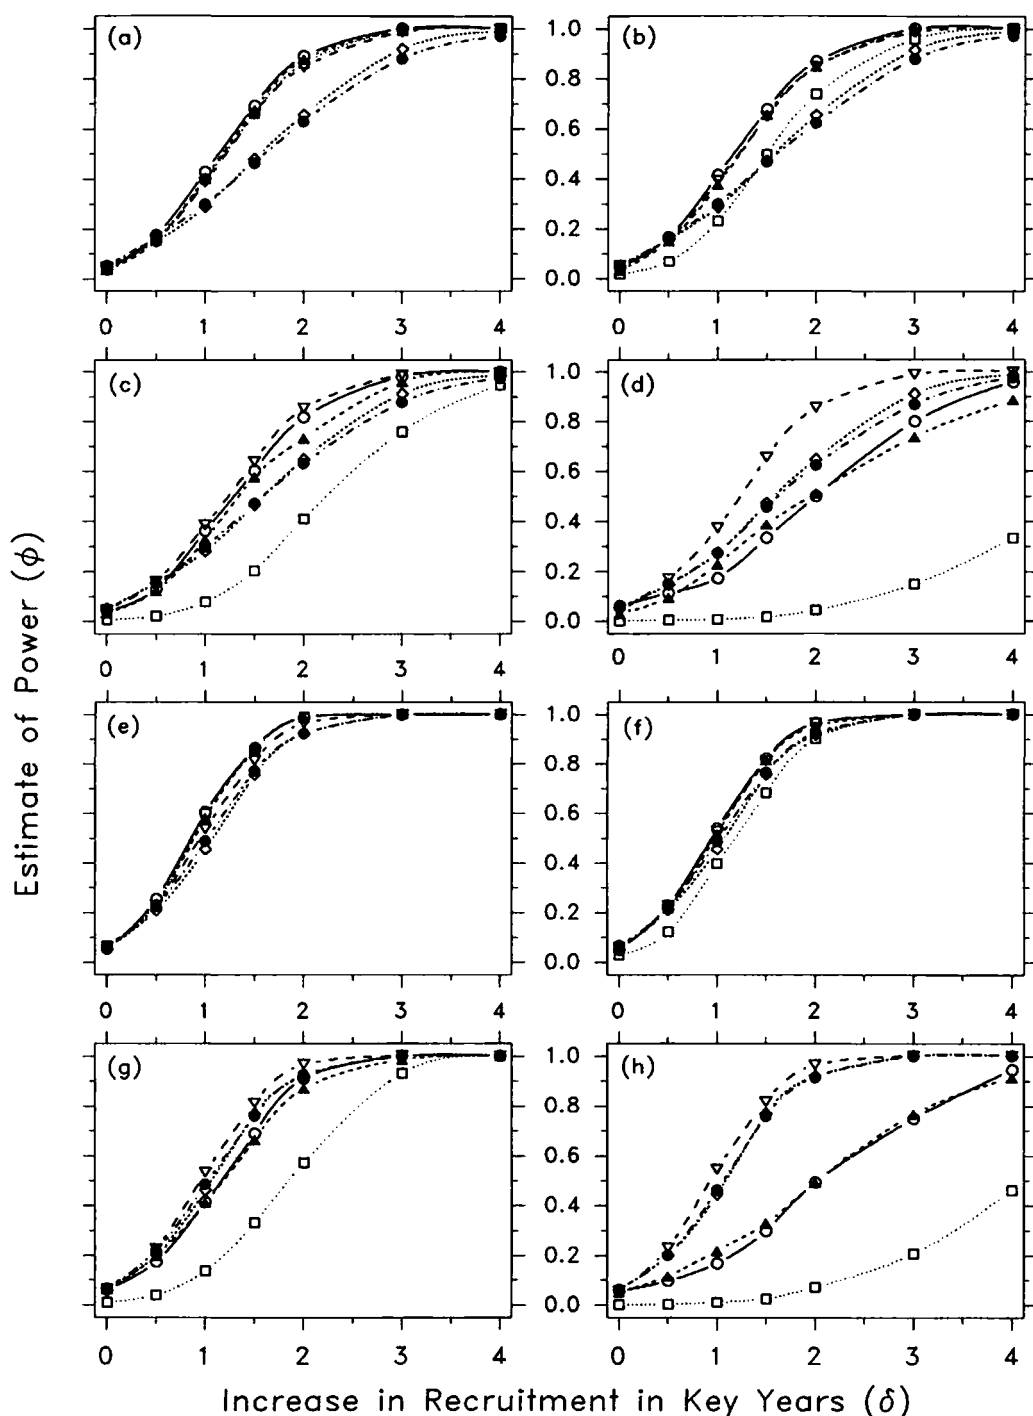 (a)
(b)
1.0
0.8
0.6
0.4
0.2
0.0
0 1 2 3 4
0 1 2 3 4
(c)
(d)
1.0
0.8
0.6
0.4
0.2
0.0
0 1 2 3 4
0 1 2 3 4
Estimate of Power (ϕ)
(e)
(f)
1.0
0.8
0.6
0.4
0.2
0.0
0 1 2 3 4
0 1 2 3 4
(g)
(h)
1.0
0.8
0.6
0.4
0.2
0.0
0 1 2 3 4
0 1 2 3 4
Increase in Recruitment in Key Years (δ)